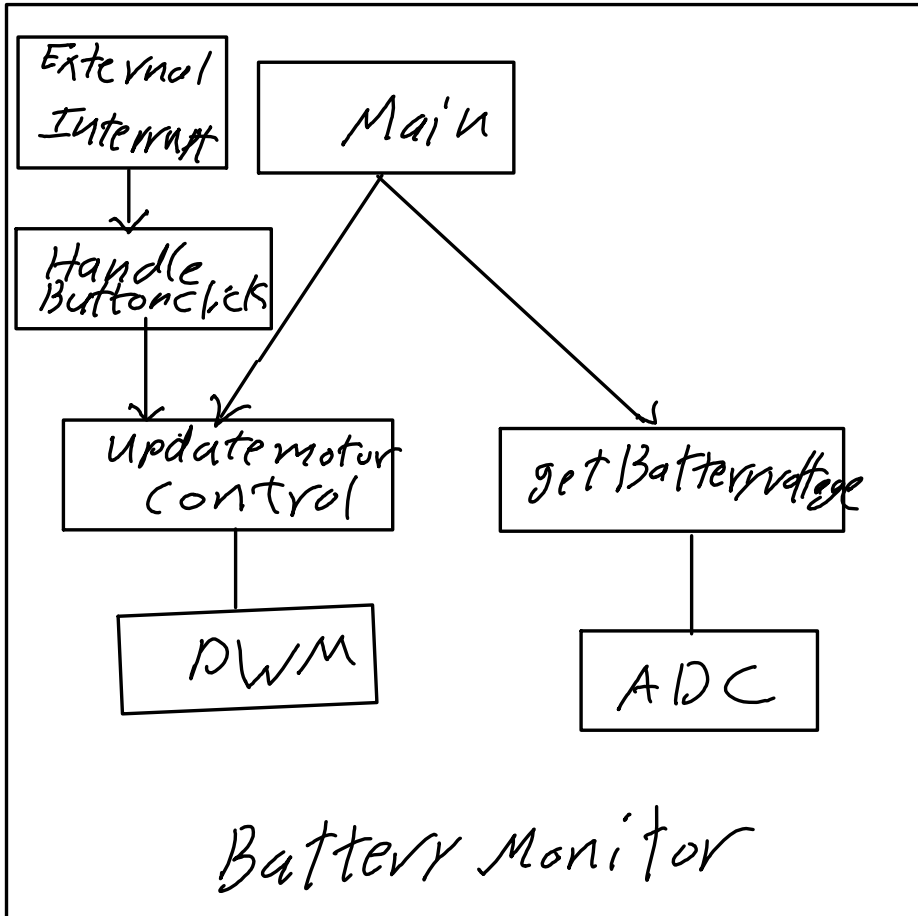 External
Interrupt
Main
Handle
Buttonclick
updatemotor
control
getBatteryvoltage
PWM
ADC
Battery Monitor